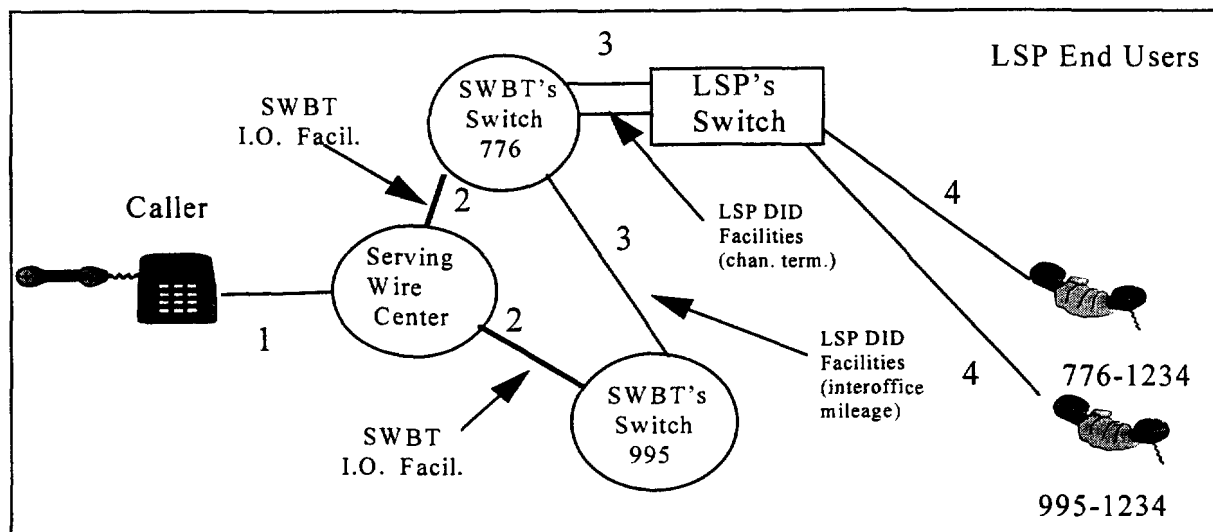 3
LSP End Users
SWBT's
Switch
776
LSP's
Switch
SWBT
I.O. Facil.
2
4
Caller
LSP DID
Facilities
(chan. term.)
3
Serving
Wire
Center
1
2
LSP DID
Facilities
(interoffice
mileage)
4
776-1234
SWBT's
Switch
995
SWBT
I.O. Facil.
995-1234